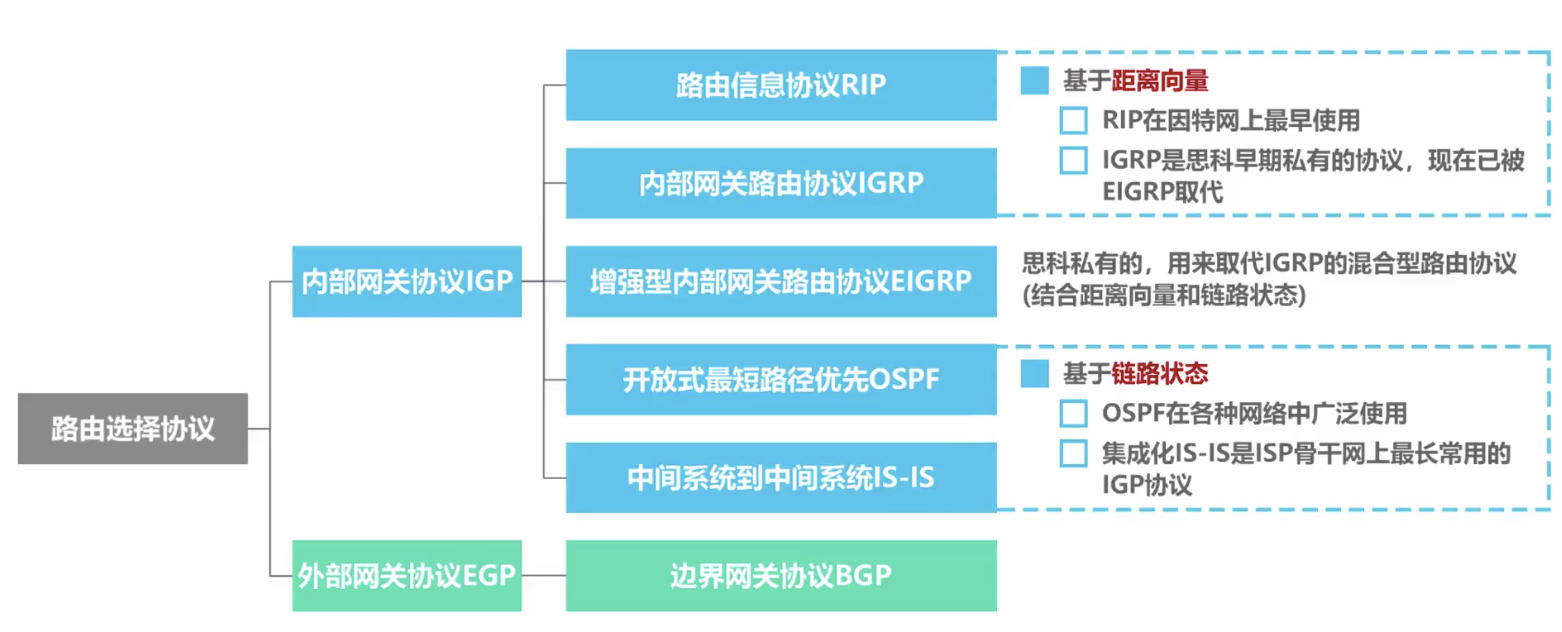 路由信息协议RIP
基于距离向量
RIP在因特网上最早使用
内部网关路由协议IGRP
IGRP是思科早期私有的协议，现在已被
EIGRP取代
内部网关协议IGP
增强型内部网关路由协议EIGRP
思科私有的，用来取代IGRP的混合型路由协议
(结合距离向量和链路状态)
路由选择协议
开放式最短路径优先OSPF
基于链路状态
OSPF在各种网络中广泛使用
中间系统到中间系统IS-IS
集成化IS-IS是ISP骨干网上最长常用的
IGP协议
外部网关协议EGP
边界网关协议BGP